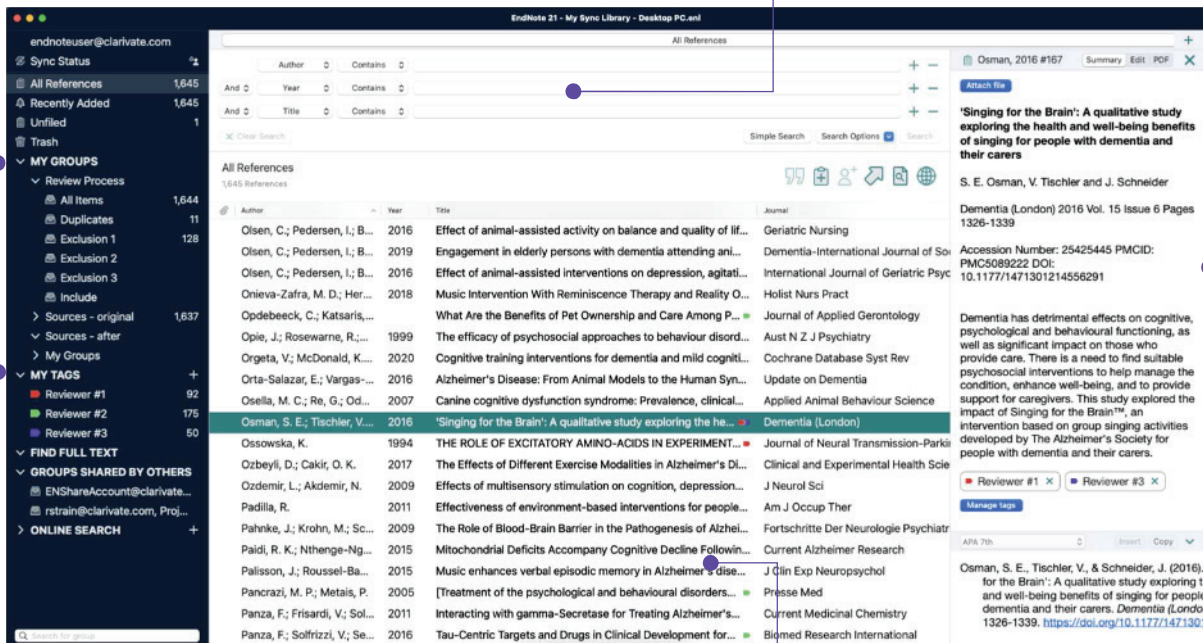 EndNote 21 - My Sync Library - Desktop PC.enl
endnoteuser@clarivate.com
Sync Status
All References 1,645
Recently Added 1,645
Unfiled 1
Trash
MY GROUPS
Review Process
All Items 1,644
Duplicates 11
Exclusion 1 128
Exclusion 2
Exclusion 3
Include
Sources - original 1,637
Sources - after
My Groups
MY TAGS +
Reviewer #1 92
Reviewer #2 175
Reviewer #3 50
FIND FULL TEXT
GROUPS SHARED BY OTHERS
ENShareAccount@clarivate...
rstrain@clarivate.com, Proj...
ONLINE SEARCH +
Search for group
All References +
Author Contains + −
And Year Contains + −
And Title Contains + −
Clear Search Simple Search Search Options Search
All References
1,645 References
Author Year Title Journal
Olsen, C.; Pedersen, I.; B... 2016 Effect of animal-assisted activity on balance and quality of lif... Geriatric Nursing
Olsen, C.; Pedersen, I.; B... 2019 Engagement in elderly persons with dementia attending ani... Dementia-International Journal of Soc
Olsen, C.; Pedersen, I.; B... 2016 Effect of animal-assisted interventions on depression, agitati... International Journal of Geriatric Psyc
Onieva-Zafra, M. D.; Her... 2018 Music Intervention With Reminiscence Therapy and Reality O... Holist Nurs Pract
Opdebeeck, C.; Katsaris,... What Are the Benefits of Pet Ownership and Care Among P... Journal of Applied Gerontology
Opie, J.; Rosewarne, R.;... 1999 The efficacy of psychosocial approaches to behaviour disord... Aust N Z J Psychiatry
Orgeta, V.; McDonald, K.... 2020 Cognitive training interventions for dementia and mild cogniti... Cochrane Database Syst Rev
Orta-Salazar, E.; Vargas-... 2016 Alzheimer's Disease: From Animal Models to the Human Syn... Update on Dementia
Osella, M. C.; Re, G.; Od... 2007 Canine cognitive dysfunction syndrome: Prevalence, clinical... Applied Animal Behaviour Science
Osman, S. E.; Tischler, V.... 2016 'Singing for the Brain': A qualitative study exploring the he... Dementia (London)
Ossowska, K. 1994 THE ROLE OF EXCITATORY AMINO-ACIDS IN EXPERIMENT... Journal of Neural Transmission-Parki
Ozbeyli, D.; Cakir, O. K. 2017 The Effects of Different Exercise Modalities in Alzheimer's Di... Clinical and Experimental Health Scie
Ozdemir, L.; Akdemir, N. 2009 Effects of multisensory stimulation on cognition, depression... J Neurol Sci
Padilla, R. 2011 Effectiveness of environment-based interventions for people... Am J Occup Ther
Pahnke, J.; Krohn, M.; Sc... 2009 The Role of Blood-Brain Barrier in the Pathogenesis of Alzhei... Fortschritte Der Neurologie Psychiatr
Paidi, R. K.; Nthenge-Ng... 2015 Mitochondrial Deficits Accompany Cognitive Decline Followin... Current Alzheimer Research
Palisson, J.; Roussel-Ba... 2015 Music enhances verbal episodic memory in Alzheimer's dise... J Clin Exp Neuropsychol
Pancrazi, M. P.; Metais, P. 2005 [Treatment of the psychological and behavioural disorders... Presse Med
Panza, F.; Frisardi, V.; Sol... 2011 Interacting with gamma-Secretase for Treating Alzheimer's... Current Medicinal Chemistry
Panza, F.; Solfrizzi, V.; Se... 2016 Tau-Centric Targets and Drugs in Clinical Development for... Biomed Research International
Osman, 2016 #167 Summary Edit PDF
Attach file
'Singing for the Brain': A qualitative study
exploring the health and well-being benefits
of singing for people with dementia and
their carers
S. E. Osman, V. Tischler and J. Schneider
Dementia (London) 2016 Vol. 15 Issue 6 Pages
1326-1339
Accession Number: 25425445 PMCID:
PMC5089222 DOI:
10.1177/1471301214556291
Dementia has detrimental effects on cognitive,
psychological and behavioural functioning, as
well as significant impact on those who
provide care. There is a need to find suitable
psychosocial interventions to help manage the
condition, enhance well-being, and to provide
support for caregivers. This study explored the
impact of Singing for the Brain™, an
intervention based on group singing activities
developed by The Alzheimer's Society for
people with dementia and their carers.
Reviewer #1 × Reviewer #3 ×
Manage tags
APA 7th Insert Copy
Osman, S. E., Tischler, V., & Schneider, J. (2016).
for the Brain': A qualitative study exploring t
and well-being benefits of singing for people
dementia and their carers. Dementia (Londo
1326-1339. https://doi.org/10.1177/147130